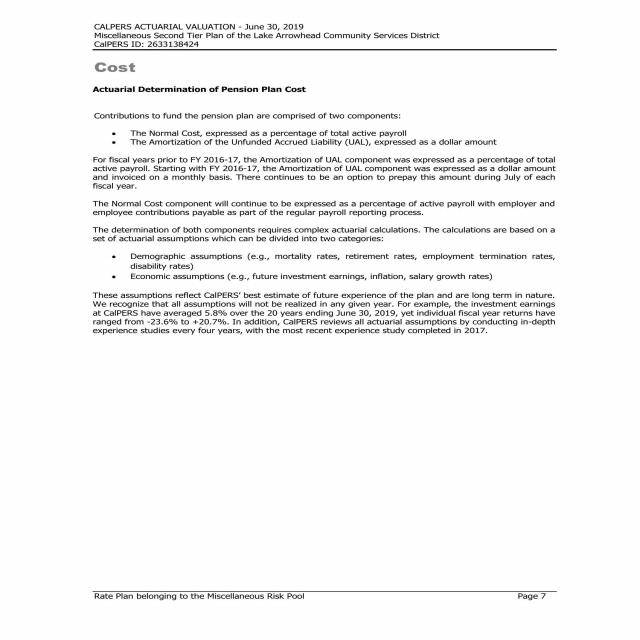 CALPERS ACTUARIAL VALUATION - June 30, 2019
Miscellaneous Second Tier Plan of the Lake Arrowhead Community Services District
CalPERS ID: 2633138424
Cost
Actuarial Determination of Pension Plan Cost
Contributions to fund the pension plan are comprised of two components:
• The Normal Cost, expressed as a percentage of total active payroll
• The Amortization of the Unfunded Accrued Liability (UAL), expressed as a dollar amount
For fiscal years prior to FY 2016-17, the Amortization of UAL component was expressed as a percentage of total
active payroll. Starting with FY 2016-17, the Amortization of UAL component was expressed as a dollar amount
and invoiced on a monthly basis. There continues to be an option to prepay this amount during July of each
fiscal year.
The Normal Cost component will continue to be expressed as a percentage of active payroll with employer and
employee contributions payable as part of the regular payroll reporting process.
The determination of both components requires complex actuarial calculations. The calculations are based on a
set of actuarial assumptions which can be divided into two categories:
• Demographic assumptions (e.g., mortality rates, retirement rates, employment termination rates,
disability rates)
• Economic assumptions (e.g., future investment earnings, inflation, salary growth rates)
These assumptions reflect CalPERS' best estimate of future experience of the plan and are long term in nature.
We recognize that all assumptions will not be realized in any given year. For example, the investment earnings
at CalPERS have averaged 5.8% over the 20 years ending June 30, 2019, yet individual fiscal year returns have
ranged from -23.6% to +20.7%. In addition, CalPERS reviews all actuarial assumptions by conducting in-depth
experience studies every four years, with the most recent experience study completed in 2017.
Rate Plan belonging to the Miscellaneous Risk Pool Page 7